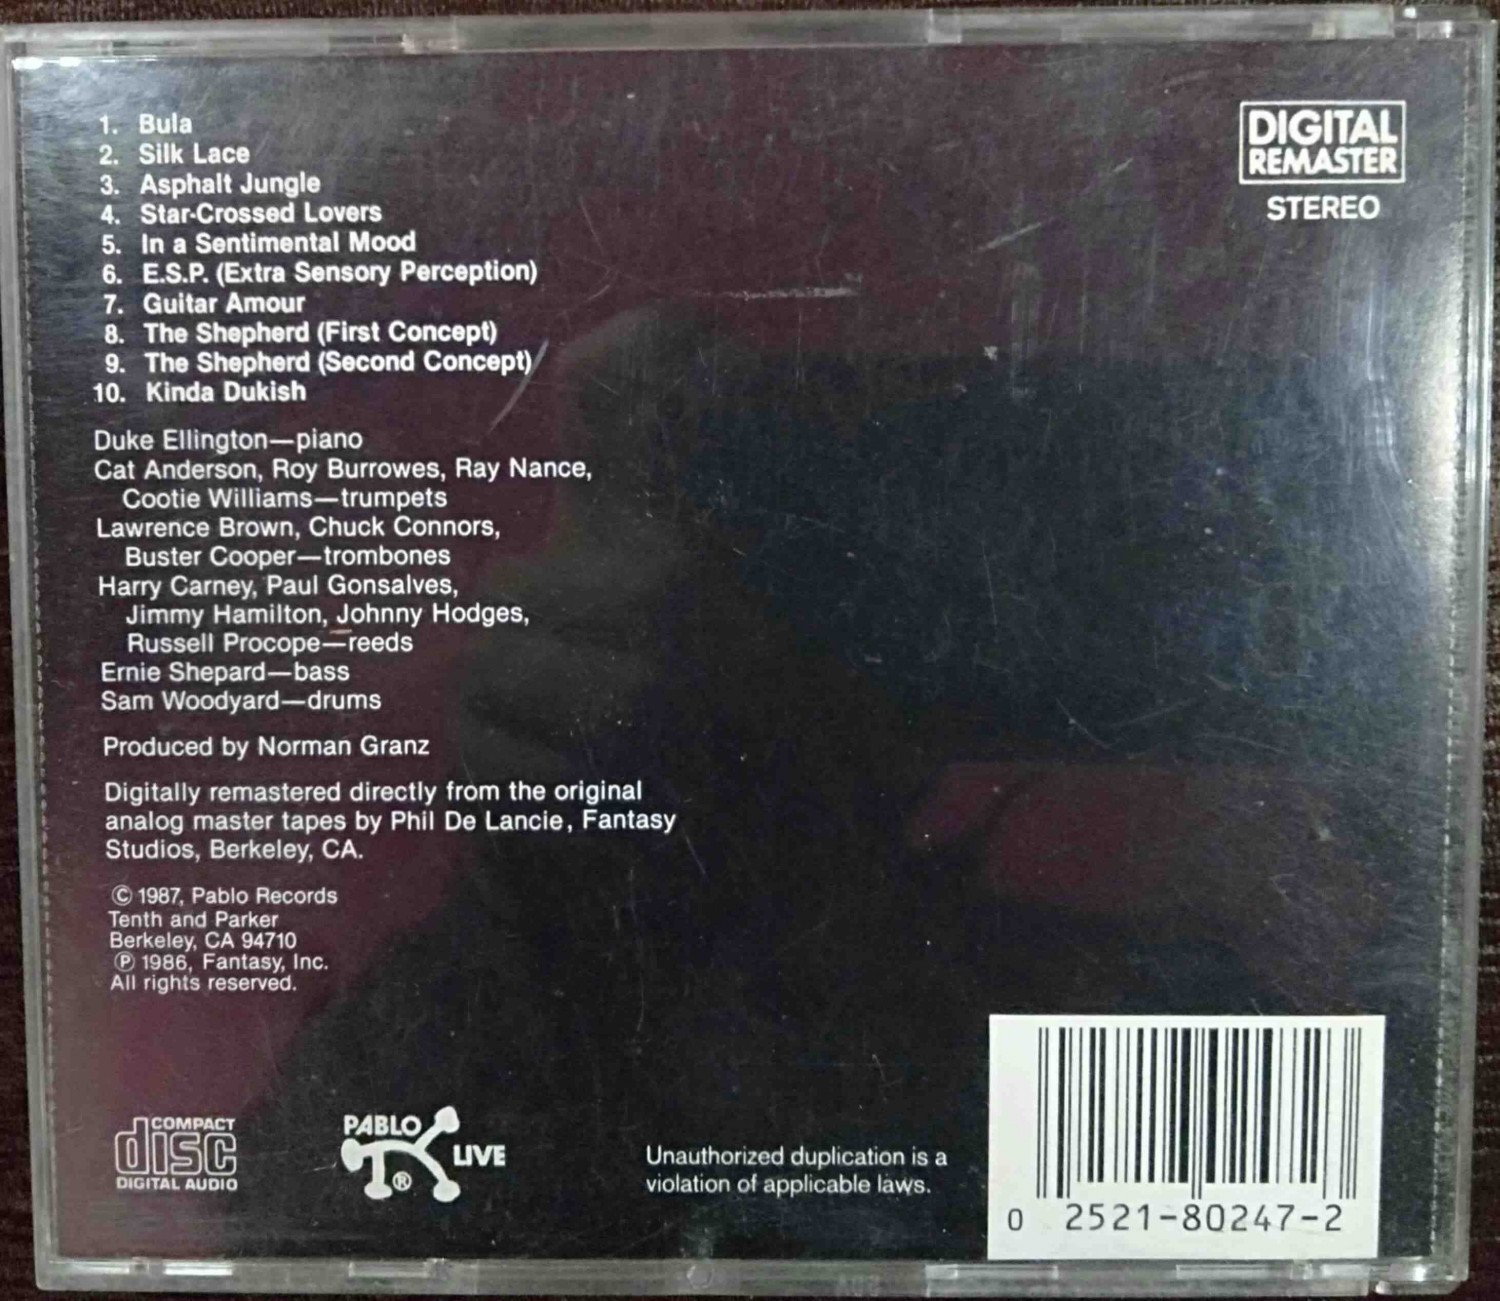 1. Bula
2. Silk Lace
3. Asphalt Jungle
4. Star-Crossed Lovers
5. In a Sentimental Mood
6. E.S.P. (Extra Sensory Perception)
7. Guitar Amour
8. The Shepherd (First Concept)
9. The Shepherd (Second Concept)
10. Kinda Dukish
Duke Ellington—piano
Cat Anderson, Roy Burrowes, Ray Nance,
Cootie Williams—trumpets
Lawrence Brown, Chuck Connors,
Buster Cooper—trombones
Harry Carney, Paul Gonsalves,
Jimmy Hamilton, Johnny Hodges,
Russell Procope—reeds
Ernie Shepard—bass
Sam Woodyard—drums
Produced by Norman Granz
Digitally remastered directly from the original
analog master tapes by Phil De Lancie, Fantasy
Studios, Berkeley, CA.
© 1987, Pablo Records
Tenth and Parker
Berkeley, CA 94710
℗ 1986, Fantasy, Inc.
All rights reserved.
DIGITAL
REMASTER
STEREO
COMPACT
disc
DIGITAL AUDIO
PABLO
LIVE
®
Unauthorized duplication is a
violation of applicable laws.
0 2521-80247-2